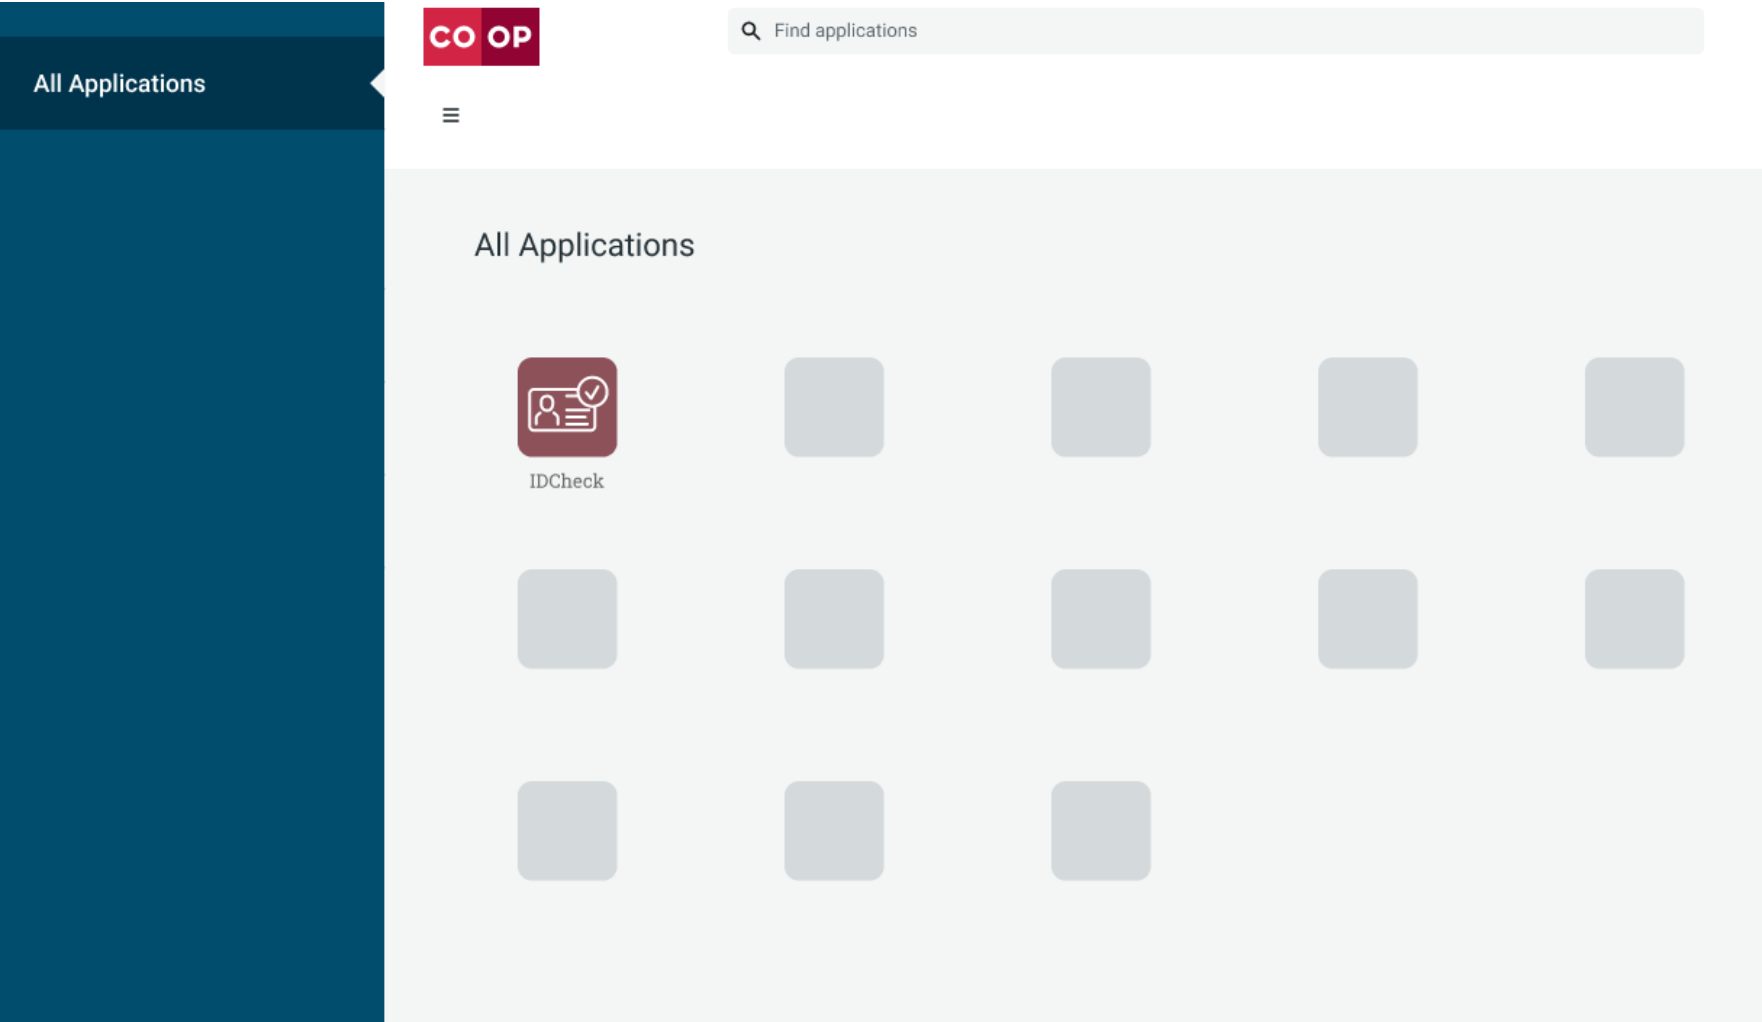 All Applications
CO OP
Find applications
All Applications
IDCheck